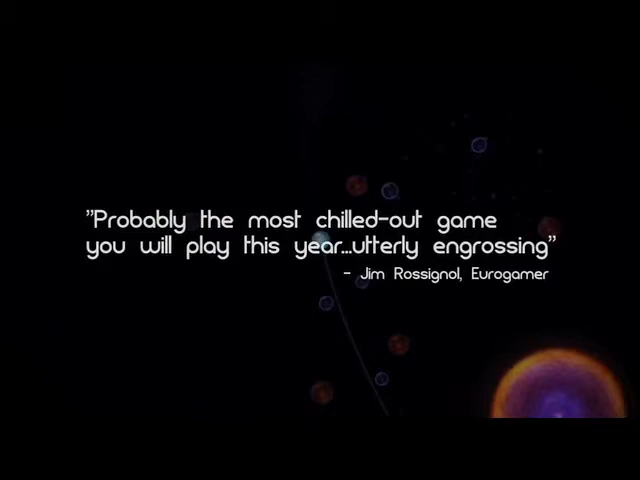 "Probably the most chilled-out game
you will play this year...utterly engrossing"
- Jim Rossignol, Eurogamer